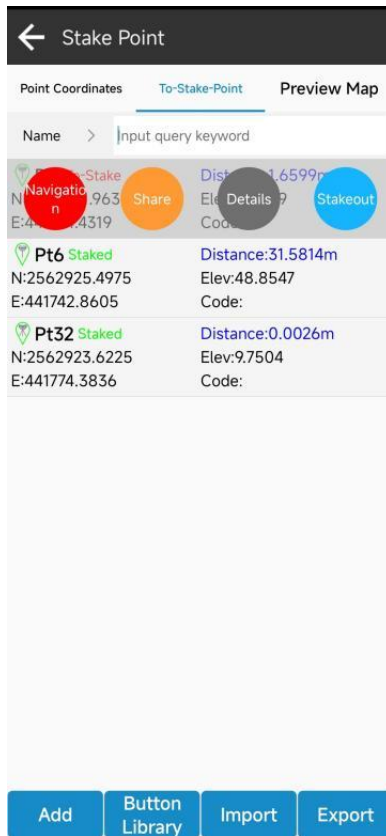 Stake Point
Point Coordinates To-Stake-Point Preview Map
Name > Input query keyword
Navigatio
n
Share
Details
Stakeout
Pt6 Staked Distance:31.5814m
N:2562925.4975 Elev:48.8547
E:441742.8605 Code:
Pt32 Staked Distance:0.0026m
N:2562923.6225 Elev:9.7504
E:441774.3836 Code:
Add
Button
Library
Import
Export